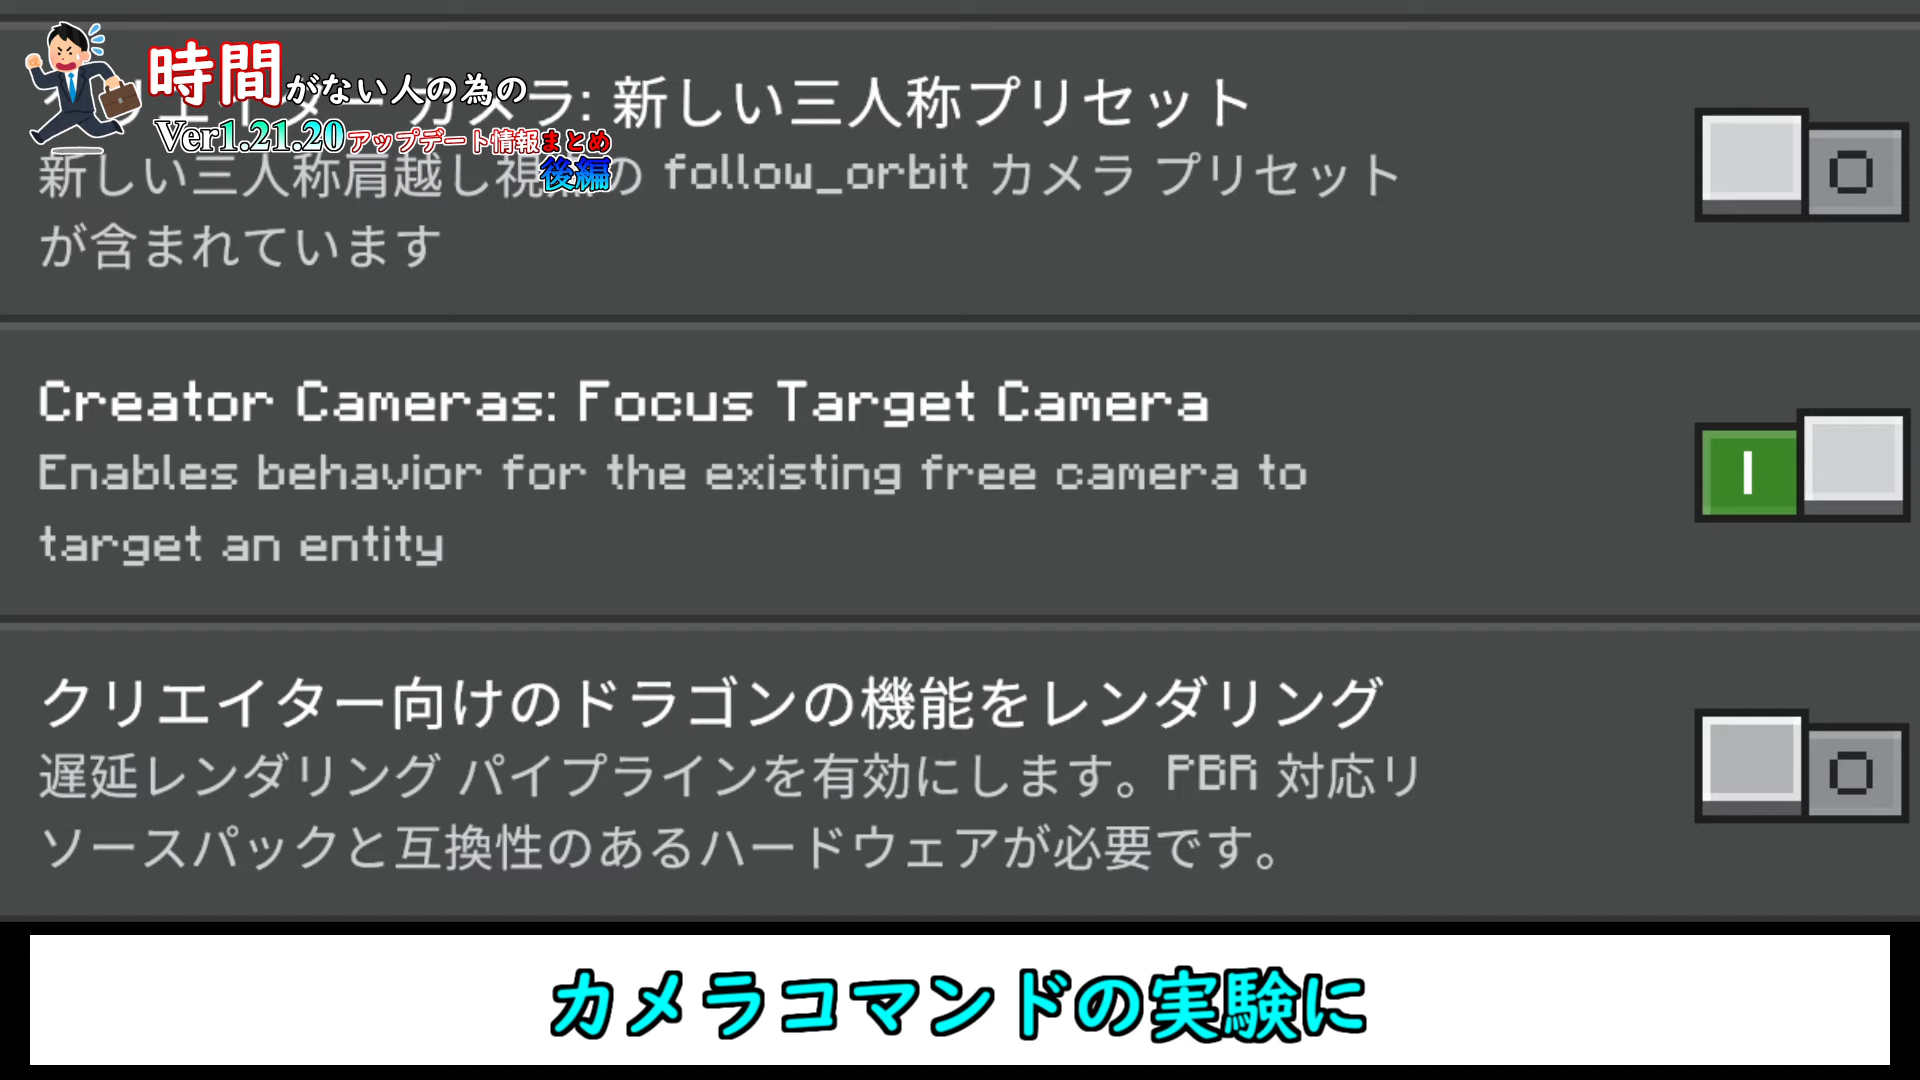 時間がない人の為の
Ver1.21.20アップデート情報まとめ
後編
カメラ: 新しい三人称プリセット
新しい三人称肩越し視点の follow_orbit カメラ プリセット
が含まれています
Creator Cameras: Focus Target Camera
Enables behavior for the existing free camera to
target an entity
クリエイター向けのドラゴンの機能をレンダリング
遅延レンダリング パイプラインを有効にします。PBR 対応リ
ソースパックと互換性のあるハードウェアが必要です。
カメラコマンドの実験に